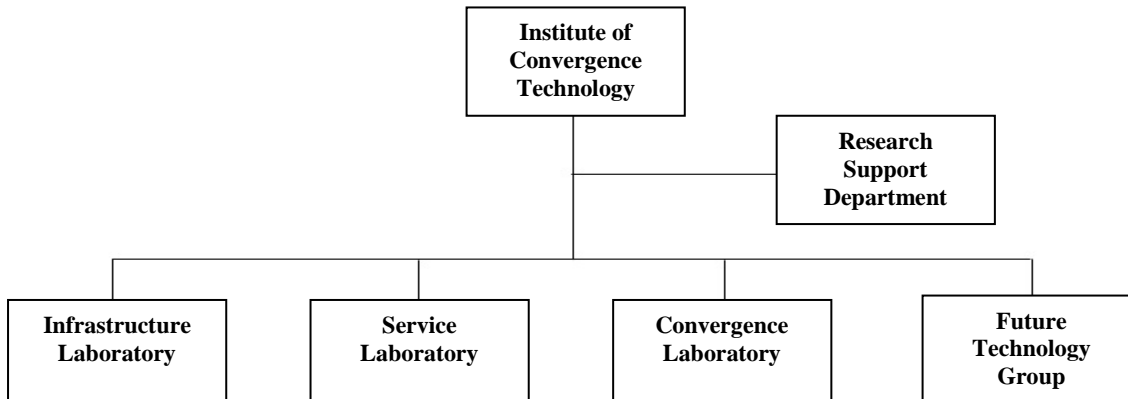 Institute of
Convergence
Technology
Research
Support
Department
Infrastructure
Laboratory
Service
Laboratory
Convergence
Laboratory
Future
Technology
Group